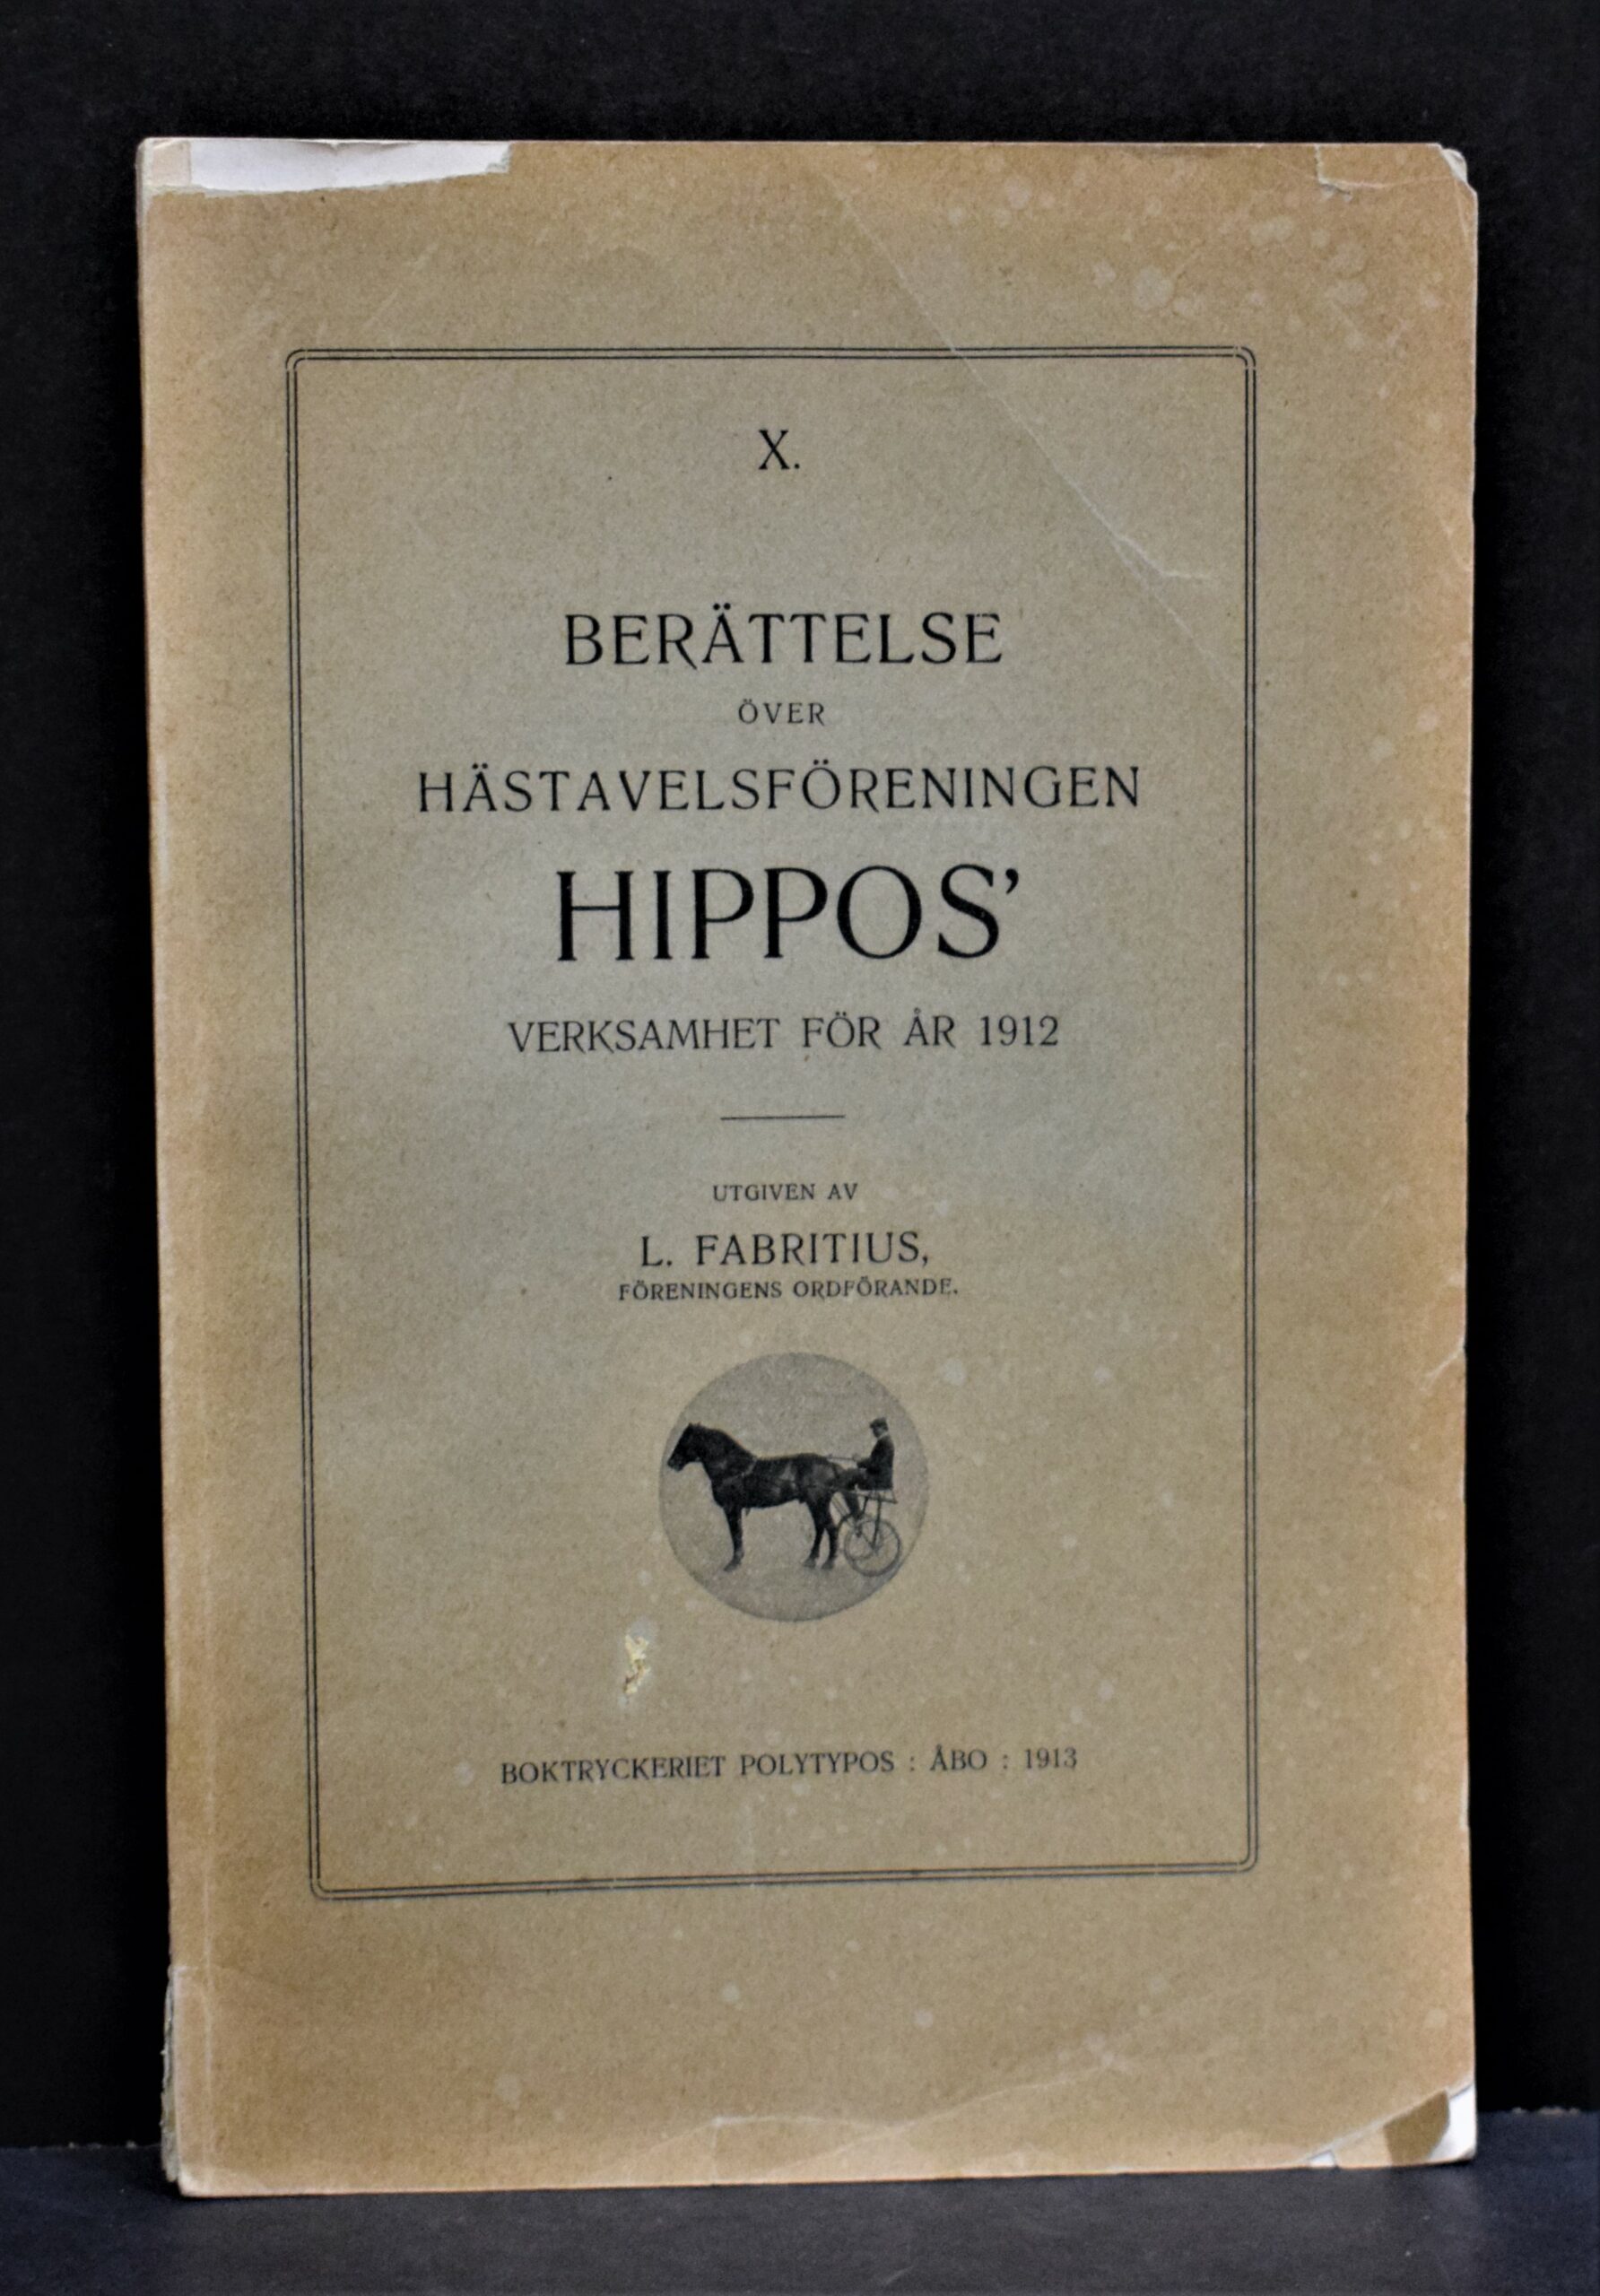 X.
BERÄTTELSE
ÖVER
HÄSTAVELSFÖRENINGEN
HIPPOS’
VERKSAMHET FÖR ÅR 1912
UTGIVEN AV
L. FABRITIUS,
FÖRENINGENS ORDFÖRANDE.
BOKTRYCKERIET POLYTYPOS : ÅBO : 1913